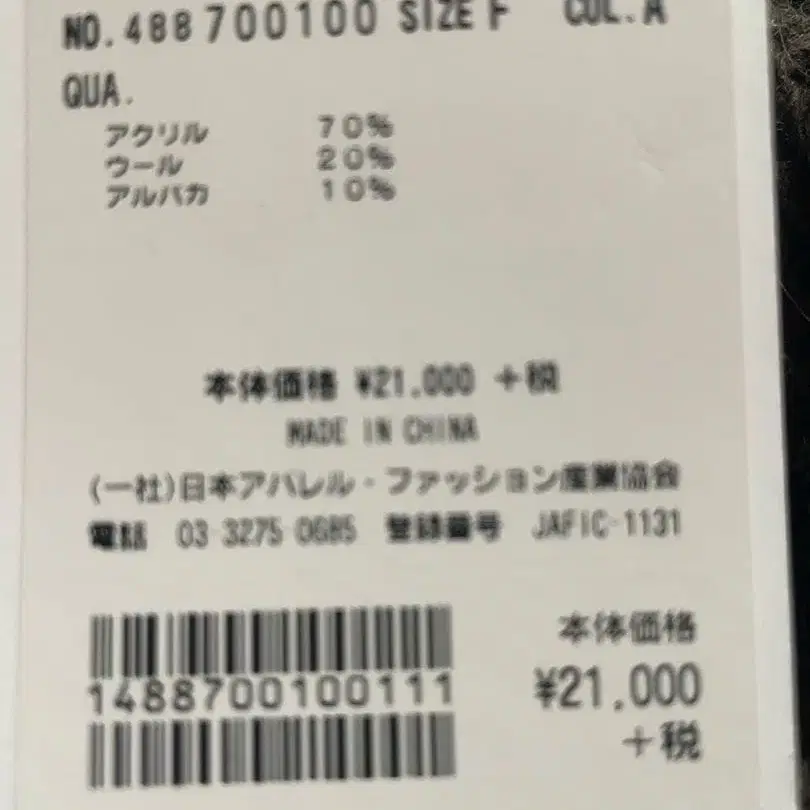 NO.488700100 SIZE F COL.A
QUA.
アクリル 70%
ウール 20%
アルパカ 10%
本体価格 ¥21,000 +税
MADE IN CHINA
(一社)日本アパレル・ファッション産業協会
電話 03-3275-0685 登録番号 JAFIC-1131
1488700100111
本体価格
¥21,000
+税